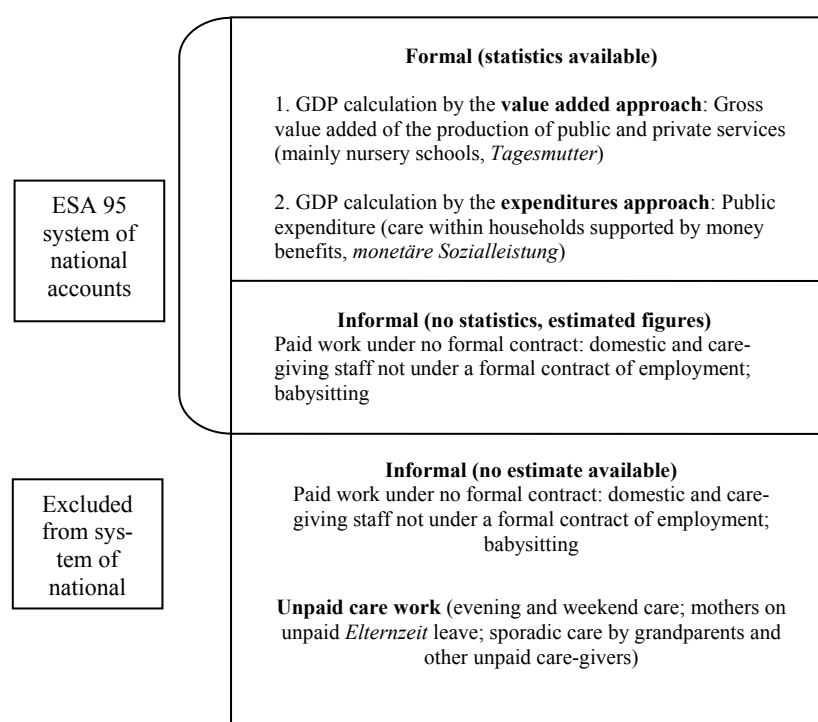 Formal (statistics available)
1. GDP calculation by the value added approach: Gross
value added of the production of public and private services
(mainly nursery schools, Tagesmutter)
2. GDP calculation by the expenditures approach: Public
expenditure (care within households supported by money
benefits, monetäre Sozialleistung)
ESA 95
system of
national
accounts
Informal (no statistics, estimated figures)
Paid work under no formal contract: domestic and care-
giving staff not under a formal contract of employment;
babysitting
Excluded
from sys-
tem of
national
Informal (no estimate available)
Paid work under no formal contract: domestic and care-
giving staff not under a formal contract of employment;
babysitting
Unpaid care work (evening and weekend care; mothers on
unpaid Elternzeit leave; sporadic care by grandparents and
other unpaid care-givers)